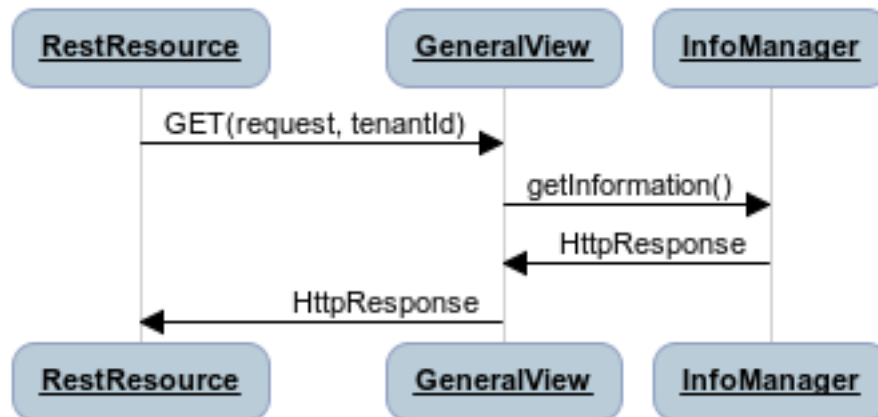 RestResource GeneralView InfoManager
GET(request, tenantId)
getInformation()
HttpResponse
HttpResponse
RestResource GeneralView InfoManager